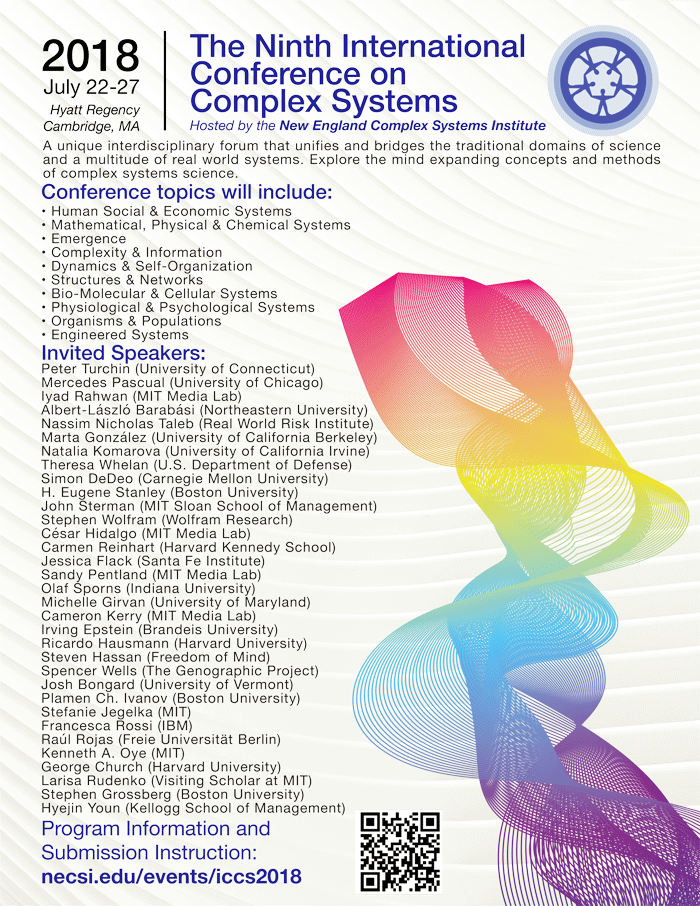 2018
July 22-27
Hyatt Regency
Cambridge, MA
The Ninth International
Conference on
Complex Systems
Hosted by the New England Complex Systems Institute
A unique interdisciplinary forum that unifies and bridges the traditional domains of science
and a multitude of real world systems. Explore the mind expanding concepts and methods
of complex systems science.
Conference topics will include:
• Human Social & Economic Systems
• Mathematical, Physical & Chemical Systems
• Emergence
• Complexity & Information
• Dynamics & Self-Organization
• Structures & Networks
• Bio-Molecular & Cellular Systems
• Physiological & Psychological Systems
• Organisms & Populations
• Engineered Systems
Invited Speakers:
Peter Turchin (University of Connecticut)
Mercedes Pascual (University of Chicago)
Iyad Rahwan (MIT Media Lab)
Albert-László Barabási (Northeastern University)
Nassim Nicholas Taleb (Real World Risk Institute)
Marta González (University of California Berkeley)
Natalia Komarova (University of California Irvine)
Theresa Whelan (U.S. Department of Defense)
Simon DeDeo (Carnegie Mellon University)
H. Eugene Stanley (Boston University)
John Sterman (MIT Sloan School of Management)
Stephen Wolfram (Wolfram Research)
César Hidalgo (MIT Media Lab)
Carmen Reinhart (Harvard Kennedy School)
Jessica Flack (Santa Fe Institute)
Sandy Pentland (MIT Media Lab)
Olaf Sporns (Indiana University)
Michelle Girvan (University of Maryland)
Cameron Kerry (MIT Media Lab)
Irving Epstein (Brandeis University)
Ricardo Hausmann (Harvard University)
Steven Hassan (Freedom of Mind)
Spencer Wells (The Genographic Project)
Josh Bongard (University of Vermont)
Plamen Ch. Ivanov (Boston University)
Stefanie Jegelka (MIT)
Francesca Rossi (IBM)
Raúl Rojas (Freie Universität Berlin)
Kenneth A. Oye (MIT)
George Church (Harvard University)
Larisa Rudenko (Visiting Scholar at MIT)
Stephen Grossberg (Boston University)
Hyejin Youn (Kellogg School of Management)
Program Information and
Submission Instruction:
necsi.edu/events/iccs2018